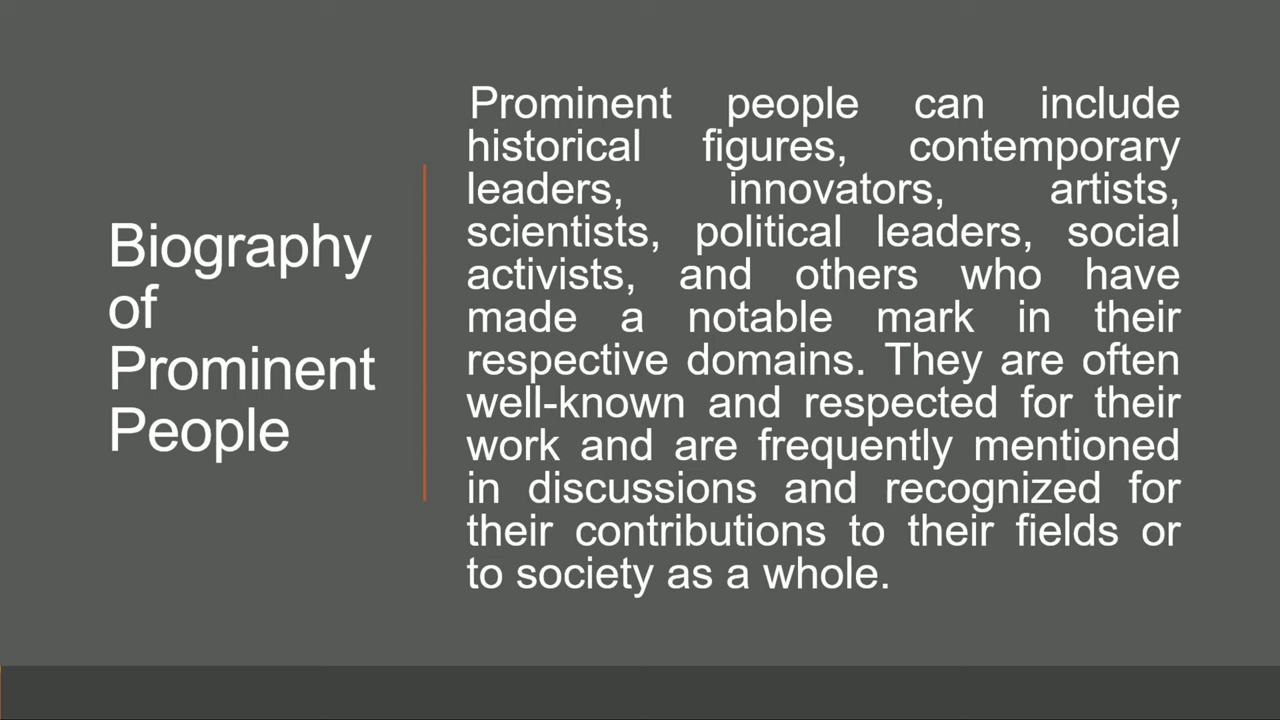 Biography
of
Prominent
People
Prominent people can include
historical figures, contemporary
leaders, innovators, artists,
scientists, political leaders, social
activists, and others who have
made a notable mark in their
respective domains. They are often
well-known and respected for their
work and are frequently mentioned
in discussions and recognized for
their contributions to their fields or
to society as a whole.